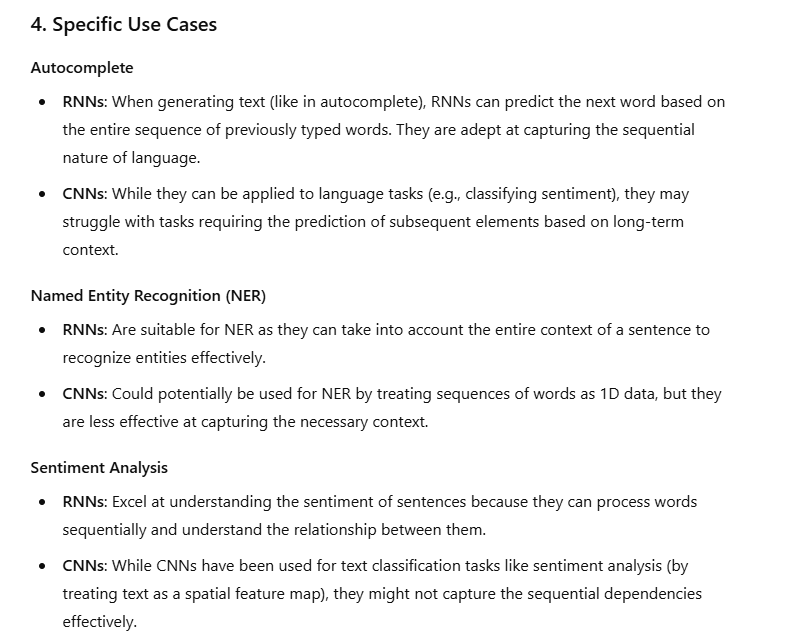 4. Specific Use Cases
Autocomplete
• RNNs: When generating text (like in autocomplete), RNNs can predict the next word based on
the entire sequence of previously typed words. They are adept at capturing the sequential
nature of language.
• CNNs: While they can be applied to language tasks (e.g., classifying sentiment), they may
struggle with tasks requiring the prediction of subsequent elements based on long-term
context.
Named Entity Recognition (NER)
• RNNs: Are suitable for NER as they can take into account the entire context of a sentence to
recognize entities effectively.
• CNNs: Could potentially be used for NER by treating sequences of words as 1D data, but they
are less effective at capturing the necessary context.
Sentiment Analysis
• RNNs: Excel at understanding the sentiment of sentences because they can process words
sequentially and understand the relationship between them.
• CNNs: While CNNs have been used for text classification tasks like sentiment analysis (by
treating text as a spatial feature map), they might not capture the sequential dependencies
effectively.